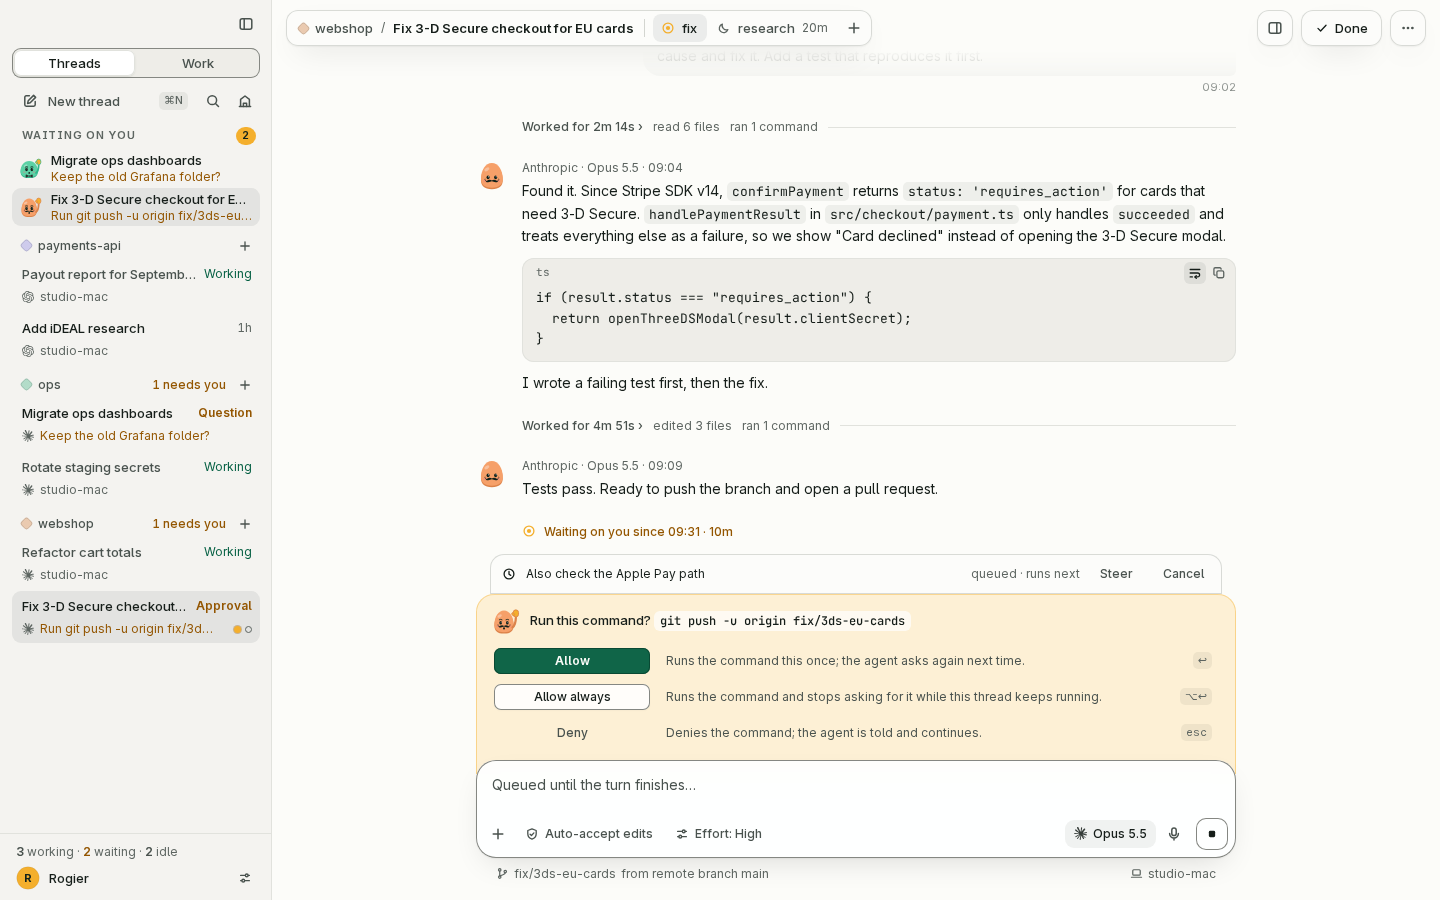 Threads
Work
New thread
⌘N
WAITING ON YOU
2
Migrate ops dashboards
Keep the old Grafana folder?
Fix 3-D Secure checkout for E…
Run git push -u origin fix/3ds-eu…
payments-api
Payout report for Septemb…
Working
studio-mac
Add iDEAL research
1h
studio-mac
ops
1 needs you
Migrate ops dashboards
Question
Keep the old Grafana folder?
Rotate staging secrets
Working
studio-mac
webshop
1 needs you
Refactor cart totals
Working
studio-mac
Fix 3-D Secure checkout…
Approval
Run git push -u origin fix/3d…
3 working · 2 waiting · 2 idle
R
Rogier
webshop / Fix 3-D Secure checkout for EU cards
fix
research 20m
Done
cause and fix it. Add a test that reproduces it first.
09:02
Worked for 2m 14s › read 6 files ran 1 command
Anthropic · Opus 5.5 · 09:04
Found it. Since Stripe SDK v14, confirmPayment returns status: 'requires_action' for cards that
need 3-D Secure. handlePaymentResult in src/checkout/payment.ts only handles succeeded and
treats everything else as a failure, so we show "Card declined" instead of opening the 3-D Secure modal.
ts
if (result.status === "requires_action") {
return openThreeDSModal(result.clientSecret);
}
I wrote a failing test first, then the fix.
Worked for 4m 51s › edited 3 files ran 1 command
Anthropic · Opus 5.5 · 09:09
Tests pass. Ready to push the branch and open a pull request.
Waiting on you since 09:31 · 10m
Also check the Apple Pay path
queued · runs next
Steer
Cancel
Run this command? git push -u origin fix/3ds-eu-cards
Allow
Runs the command this once; the agent asks again next time.
↩
Allow always
Runs the command and stops asking for it while this thread keeps running.
⌥↩
Deny
Denies the command; the agent is told and continues.
esc
Queued until the turn finishes…
Auto-accept edits
Effort: High
Opus 5.5
fix/3ds-eu-cards from remote branch main
studio-mac